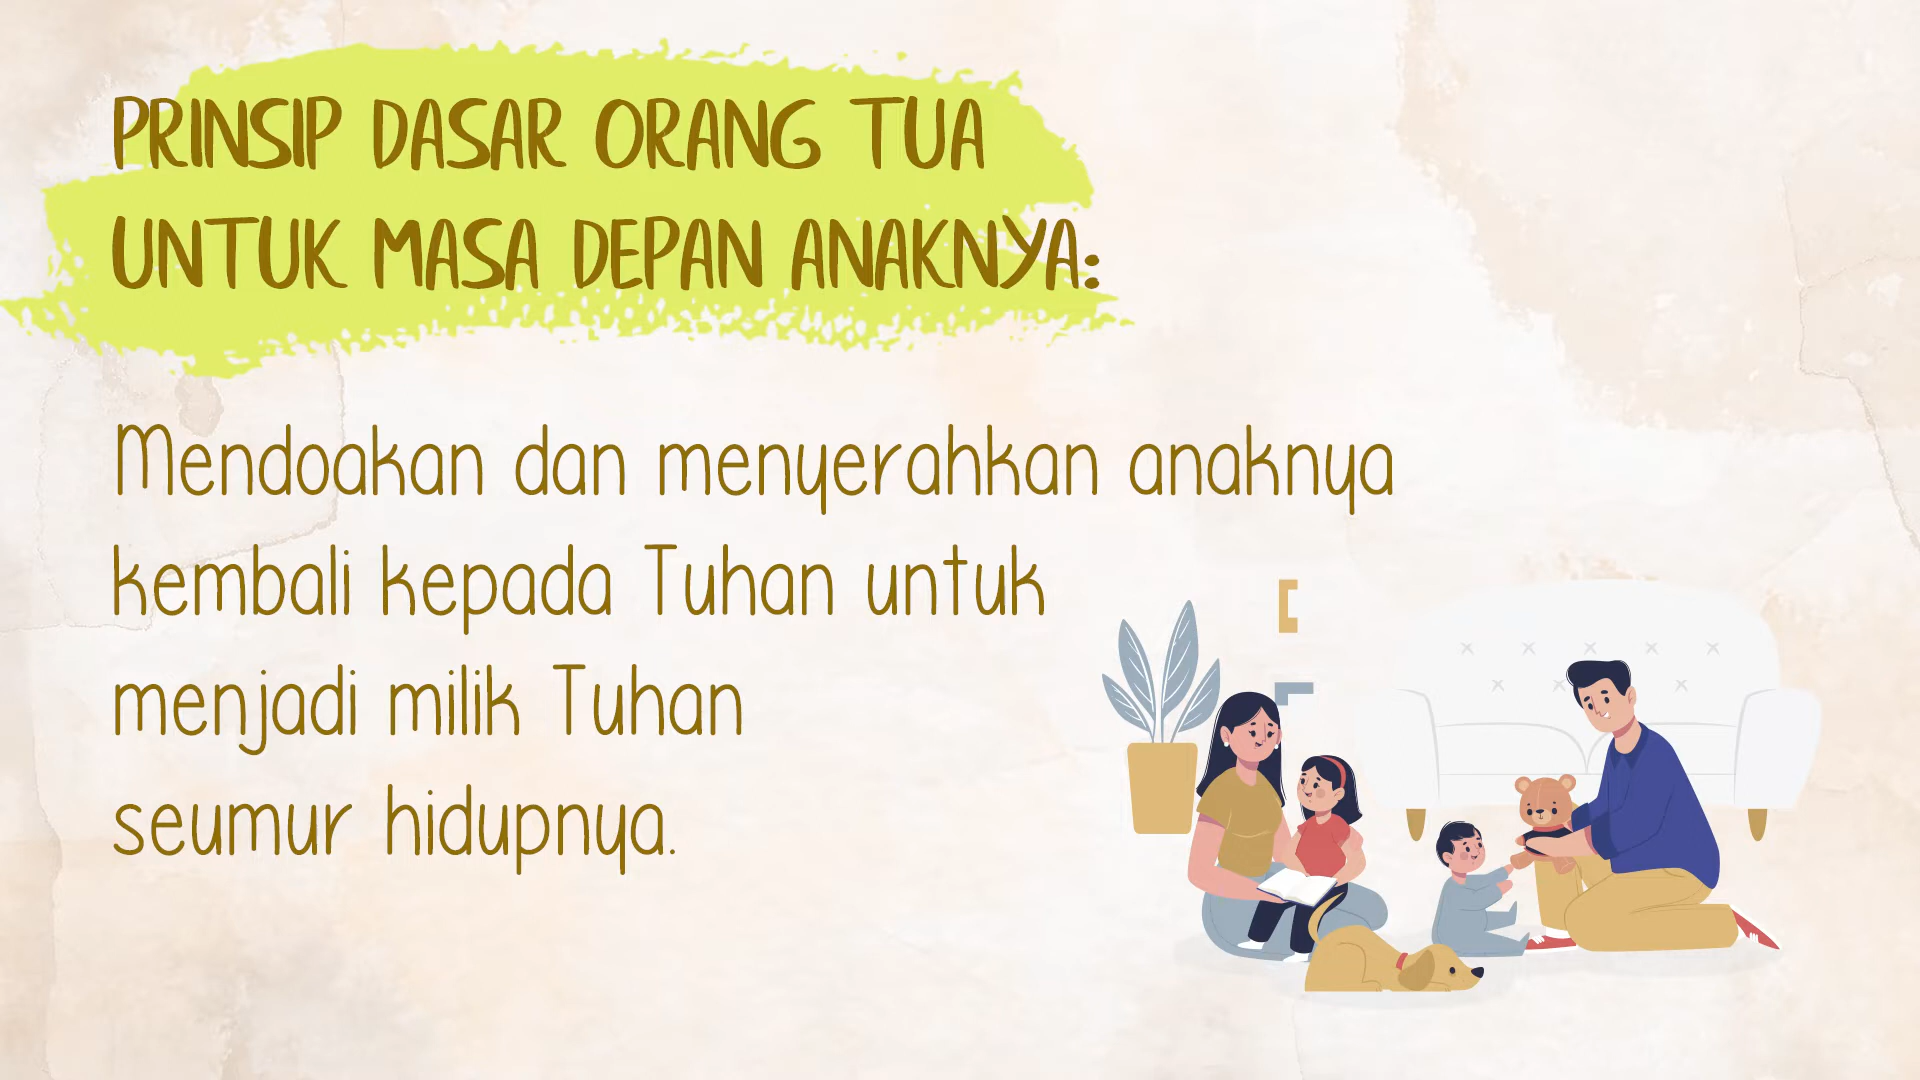 PRINSIP DASAR ORANG TUA
UNTUK MASA DEPAN ANAKNYA:
Mendoakan dan menyerahkan anaknya
kembali kepada Tuhan untuk
menjadi milik Tuhan
seumur hidupnya.